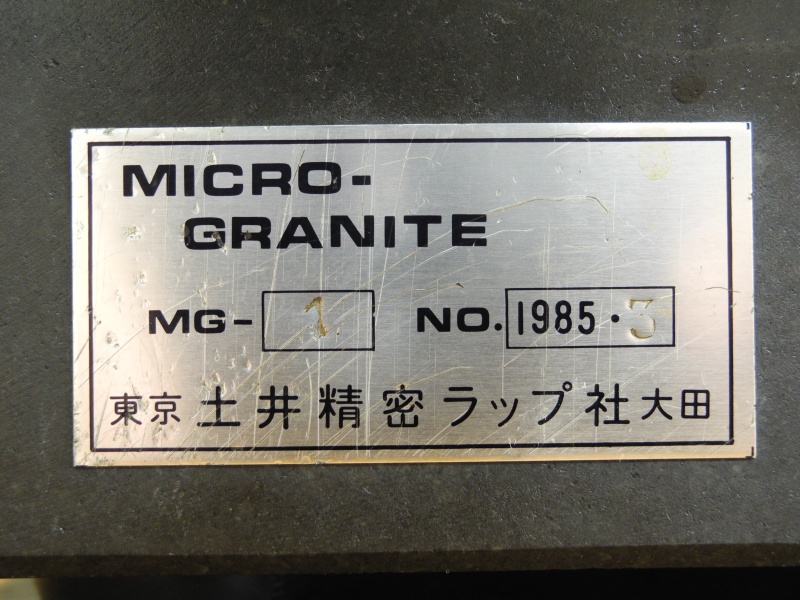 MICRO-
GRANITE
MG- 1 NO. 1985・3
東京 土井精密ラップ社 大田